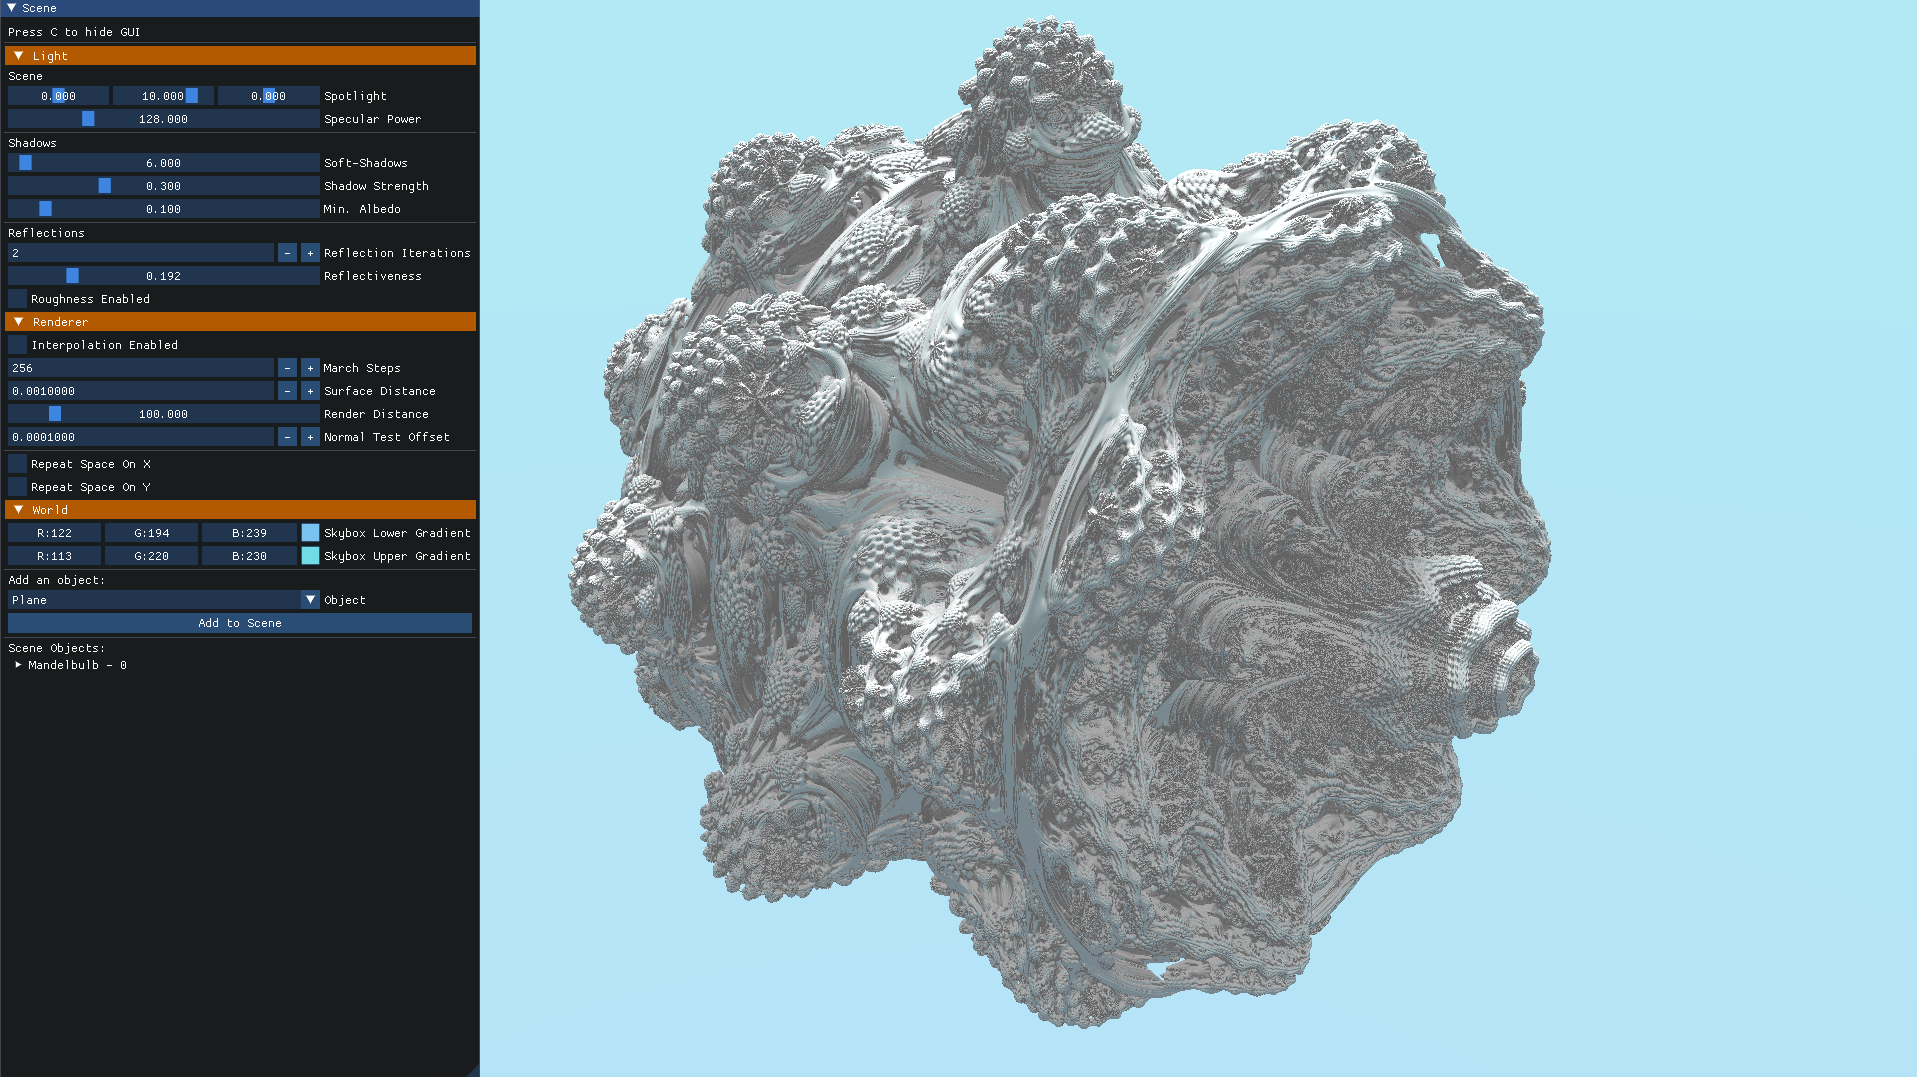 Scene
Press C to hide GUI
Light
Scene
0.000 10.000 0.000 Spotlight
128.000 Specular Power
Shadows
6.000 Soft-Shadows
0.300 Shadow Strength
0.100 Min. Albedo
Reflections
2 - + Reflection Iterations
0.192 Reflectiveness
Roughness Enabled
Renderer
Interpolation Enabled
256 - + March Steps
0.0010000 - + Surface Distance
100.000 Render Distance
0.0001000 - + Normal Test Offset
Repeat Space On X
Repeat Space On Y
World
R:122 G:194 B:239 Skybox Lower Gradient
R:113 G:220 B:230 Skybox Upper Gradient
Add an object:
Plane Object
Add to Scene
Scene Objects:
Mandelbulb - 0